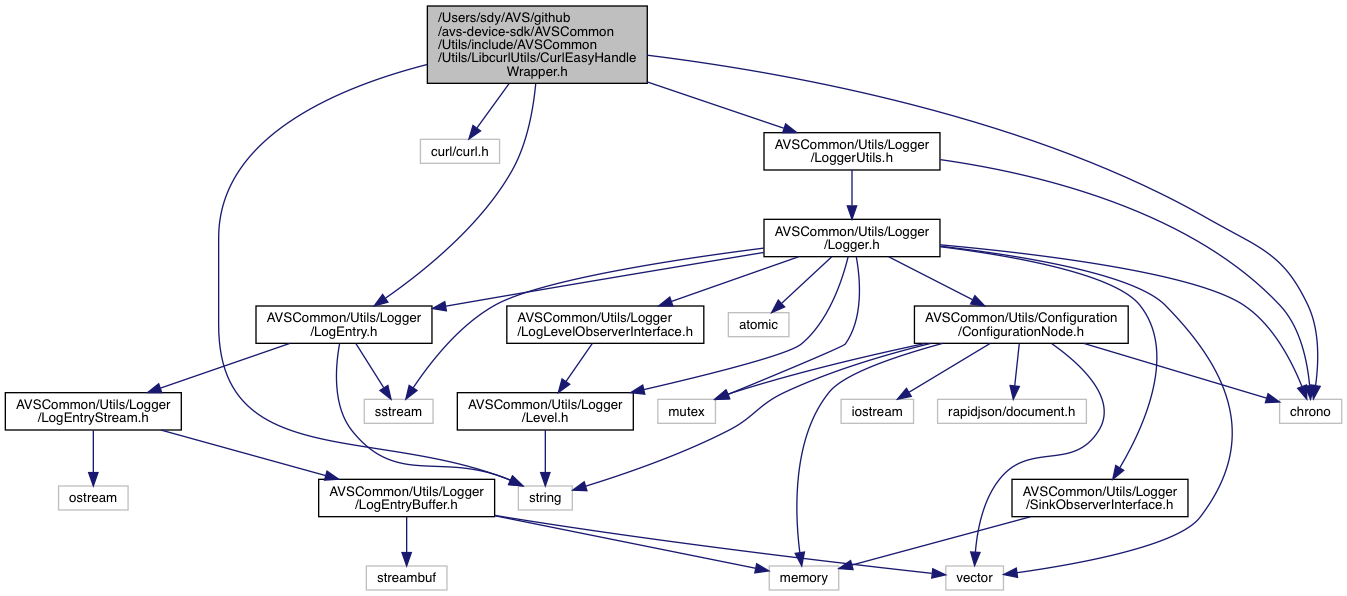 /Users/sdy/AVS/github
/avs-device-sdk/AVSCommon
/Utils/include/AVSCommon
/Utils/LibcurlUtils/CurlEasyHandle
Wrapper.h
curl/curl.h
AVSCommon/Utils/Logger
/LoggerUtils.h
AVSCommon/Utils/Logger
/Logger.h
AVSCommon/Utils/Logger
/LogEntry.h
AVSCommon/Utils/Logger
/LogLevelObserverInterface.h
atomic
AVSCommon/Utils/Configuration
/ConfigurationNode.h
AVSCommon/Utils/Logger
/LogEntryStream.h
sstream
AVSCommon/Utils/Logger
/Level.h
mutex
iostream
rapidjson/document.h
chrono
ostream
AVSCommon/Utils/Logger
/LogEntryBuffer.h
string
AVSCommon/Utils/Logger
/SinkObserverInterface.h
streambuf
memory
vector